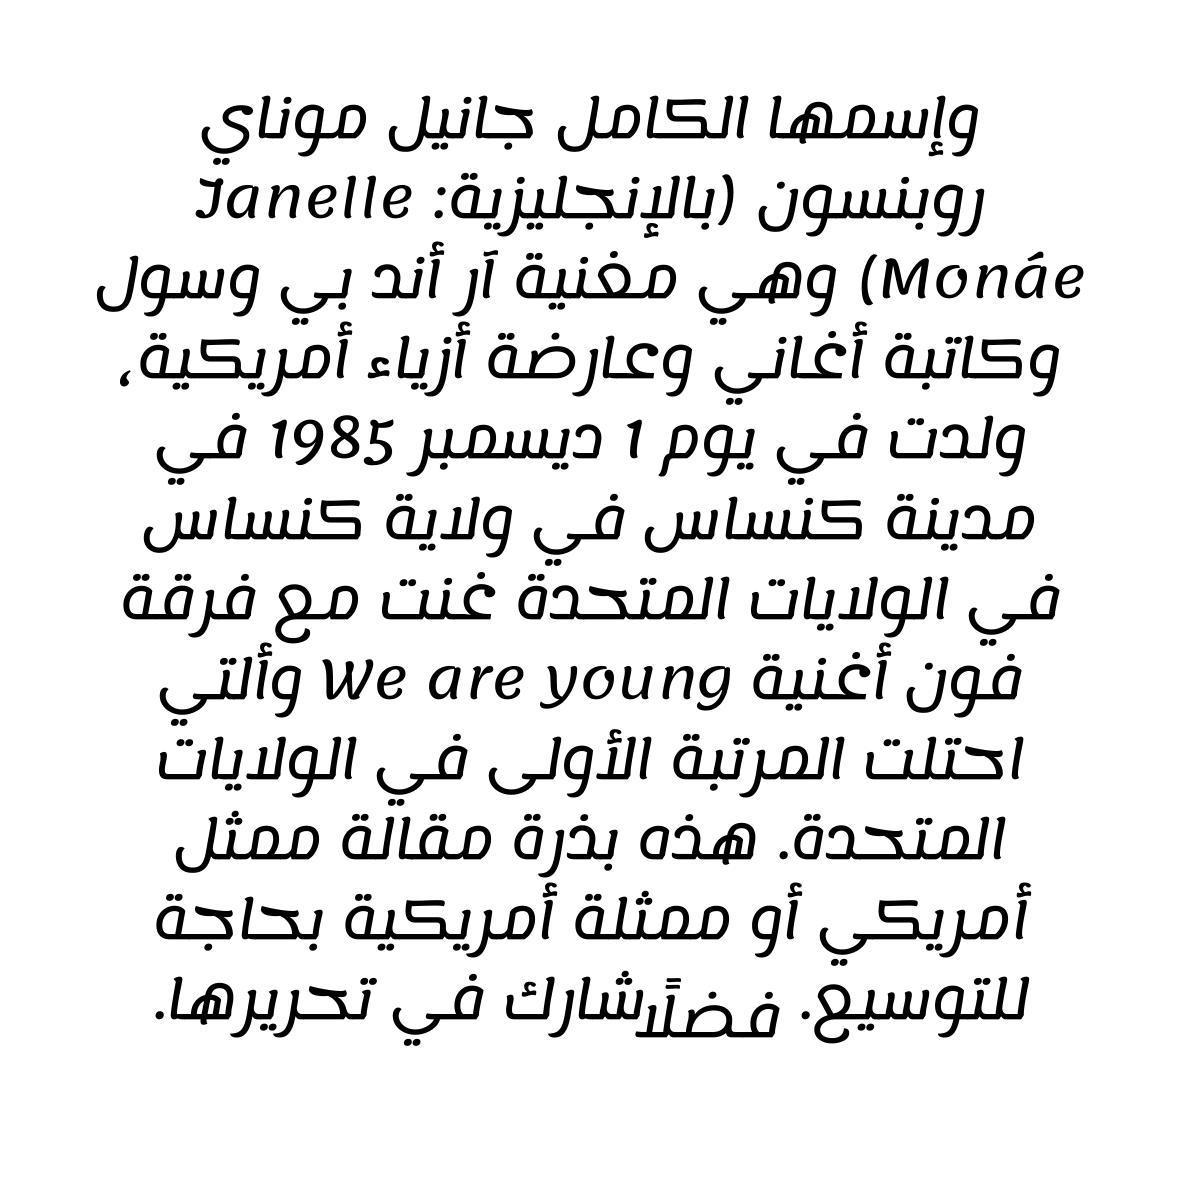 وإسمها الكامل جانيل موناي
روبنسون (بالإنجليزية: Janelle
Monáe) وهي مغنية آر أند بي وسول
وكاتبة أغاني وعارضة أزياء أمريكية،
ولدت في يوم 1 ديسمبر 1985 في
مدينة كنساس في ولاية كنساس
في الولايات المتحدة غنت مع فرقة
فون أغنية We are young وألتي
احتلت المرتبة الأولى في الولايات
المتحدة. هذه بذرة مقالة ممثل
أمريكي أو ممثلة أمريكية بحاجة
للتوسيع. فضلًا شارك في تحريرها.